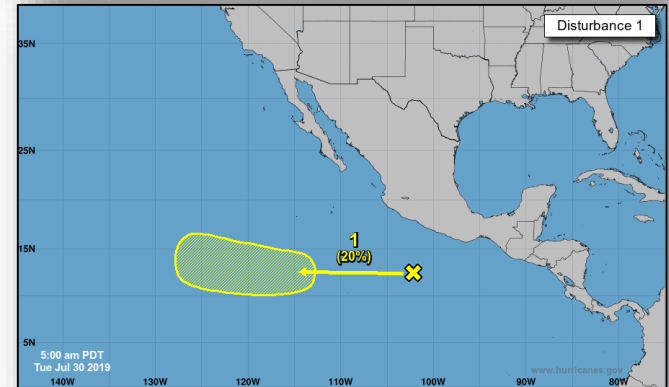 Disturbance 1
35N
25N
15N
5N
1
(20%)
5:00 am PDT
Tue Jul 30 2019
www.hurricanes.gov
140W
130W
120W
110W
100W
90W
80W